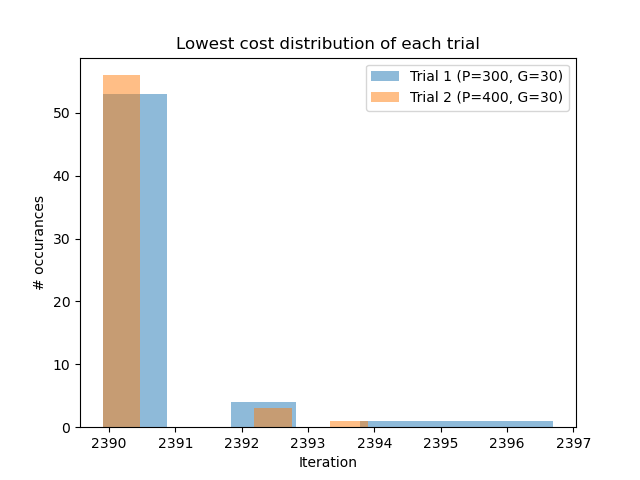 Lowest cost distribution of each trial
Trial 1 (P=300, G=30)
Trial 2 (P=400, G=30)
# occurances
50
40
30
20
10
0
2390 2391 2392 2393 2394 2395 2396 2397
Iteration